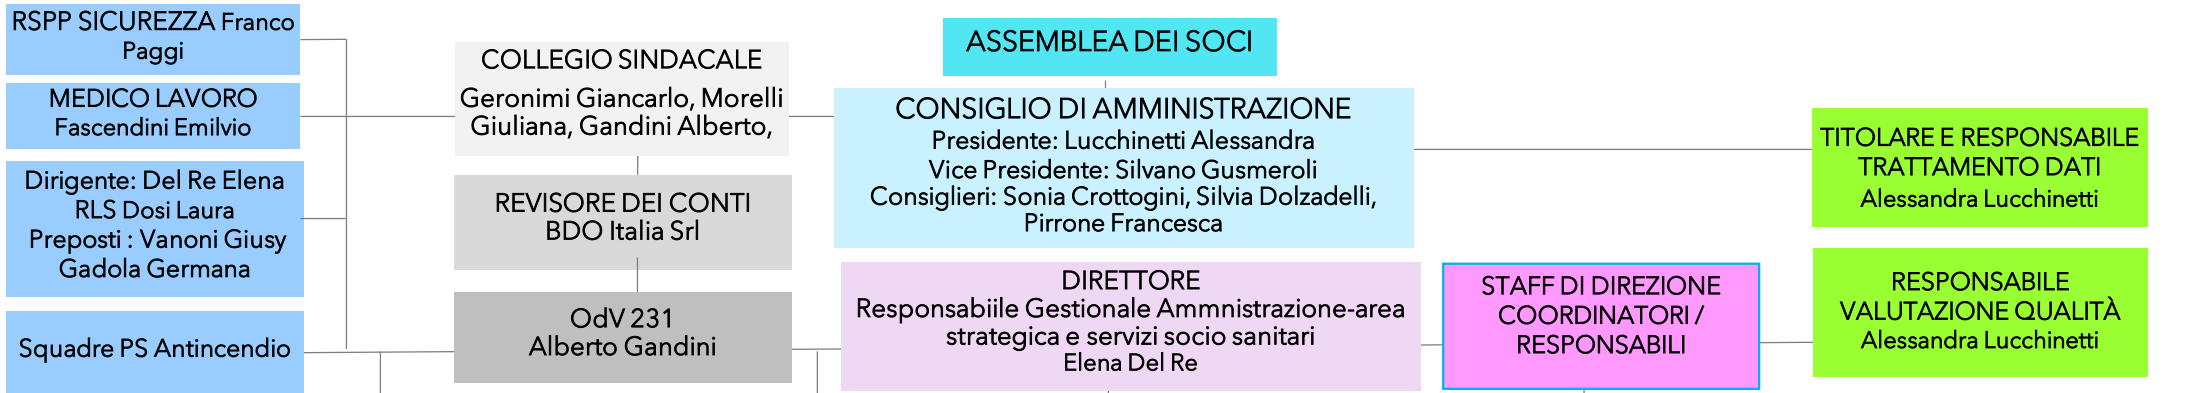 RSPP SICUREZZA Franco
Paggi
MEDICO LAVORO
Fascendini Emilvio
Dirigente: Del Re Elena
RLS Dosi Laura
Preposti : Vanoni Giusy
Gadola Germana
Squadre PS Antincendio
COLLEGIO SINDACALE
Geronimi Giancarlo, Morelli
Giuliana, Gandini Alberto,
REVISORE DEI CONTI
BDO Italia Srl
OdV 231
Alberto Gandini
ASSEMBLEA DEI SOCI
CONSIGLIO DI AMMINISTRAZIONE
Presidente: Lucchinetti Alessandra
Vice Presidente: Silvano Gusmeroli
Consiglieri: Sonia Crottogini, Silvia Dolzadelli,
Pirrone Francesca
DIRETTORE
Responsabiile Gestionale Ammnistrazione-area
strategica e servizi socio sanitari
Elena Del Re
STAFF DI DIREZIONE
COORDINATORI /
RESPONSABILI
TITOLARE E RESPONSABILE
TRATTAMENTO DATI
Alessandra Lucchinetti
RESPONSABILE
VALUTAZIONE QUALITÀ
Alessandra Lucchinetti